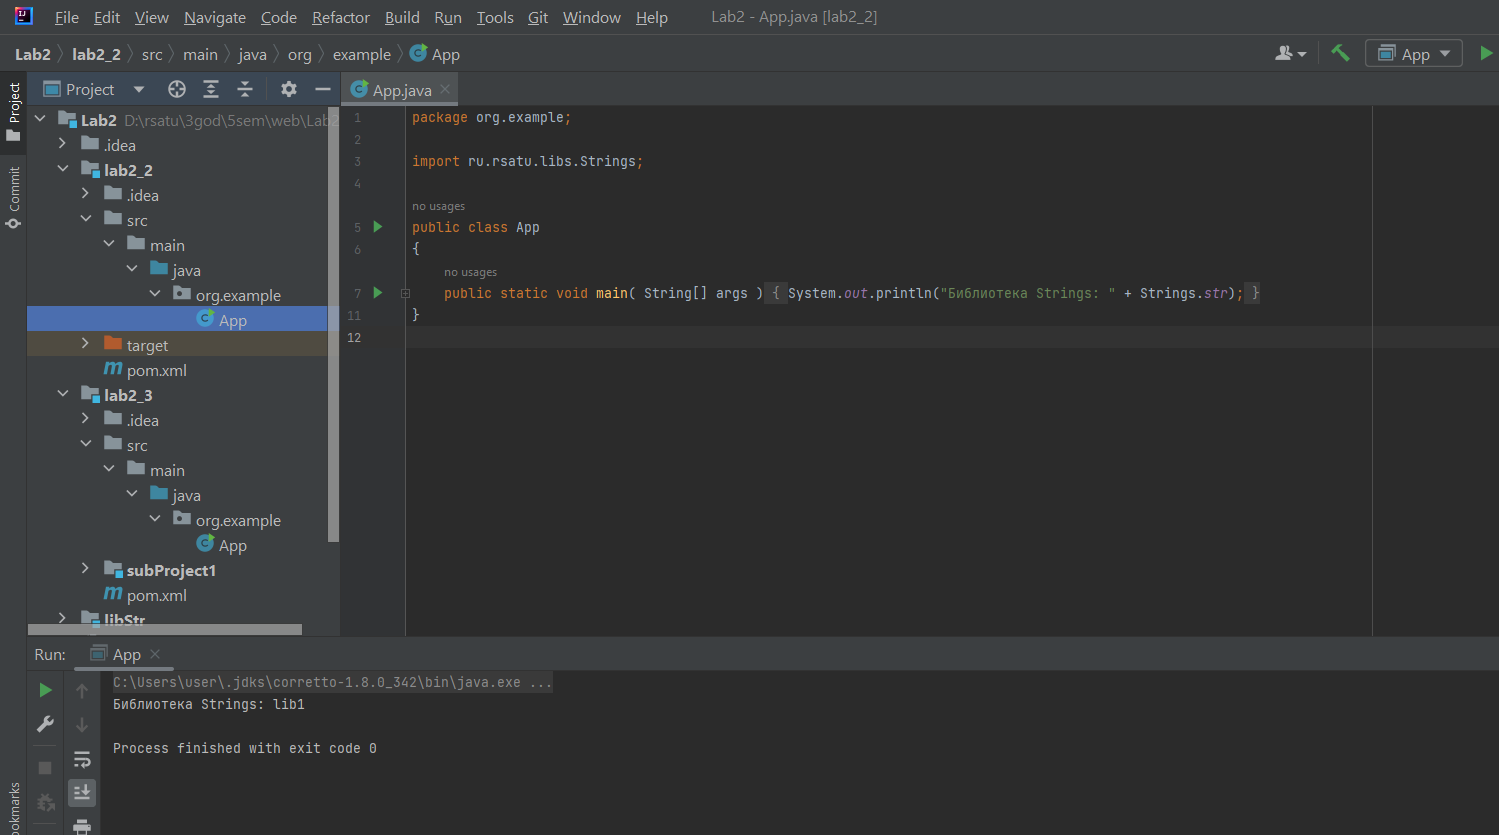 File Edit View Navigate Code Refactor Build Run Tools Git Window Help Lab2 - App.java [lab2_2]
Lab2 lab2_2 src main java org example App App
Project
Commit
Project
App.java
Lab2 D:\rsatu\3god\5sem\web\Lab2
.idea
lab2_2
.idea
src
main
java
org.example
App
target
pom.xml
lab2_3
.idea
src
main
java
org.example
App
subProject1
pom.xml
libStr
1 package org.example;
2
3 import ru.rsatu.libs.Strings;
4
no usages
5 public class App
6 {
no usages
7 public static void main( String[] args ) { System.out.println("Библиотека Strings: " + Strings.str); }
11 }
12
Run: App
C:\Users\user\.jdks\corretto-1.8.0_342\bin\java.exe ...
Библиотека Strings: lib1
Process finished with exit code 0